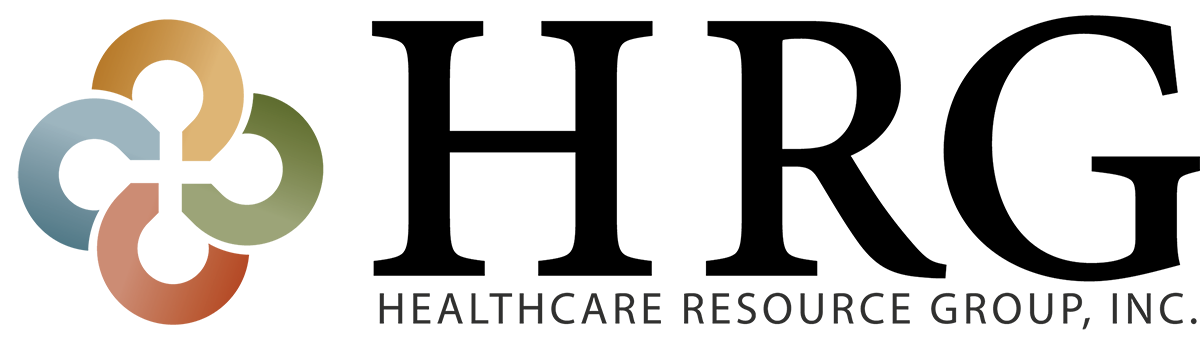 HRG
HEALTHCARE RESOURCE GROUP, INC.